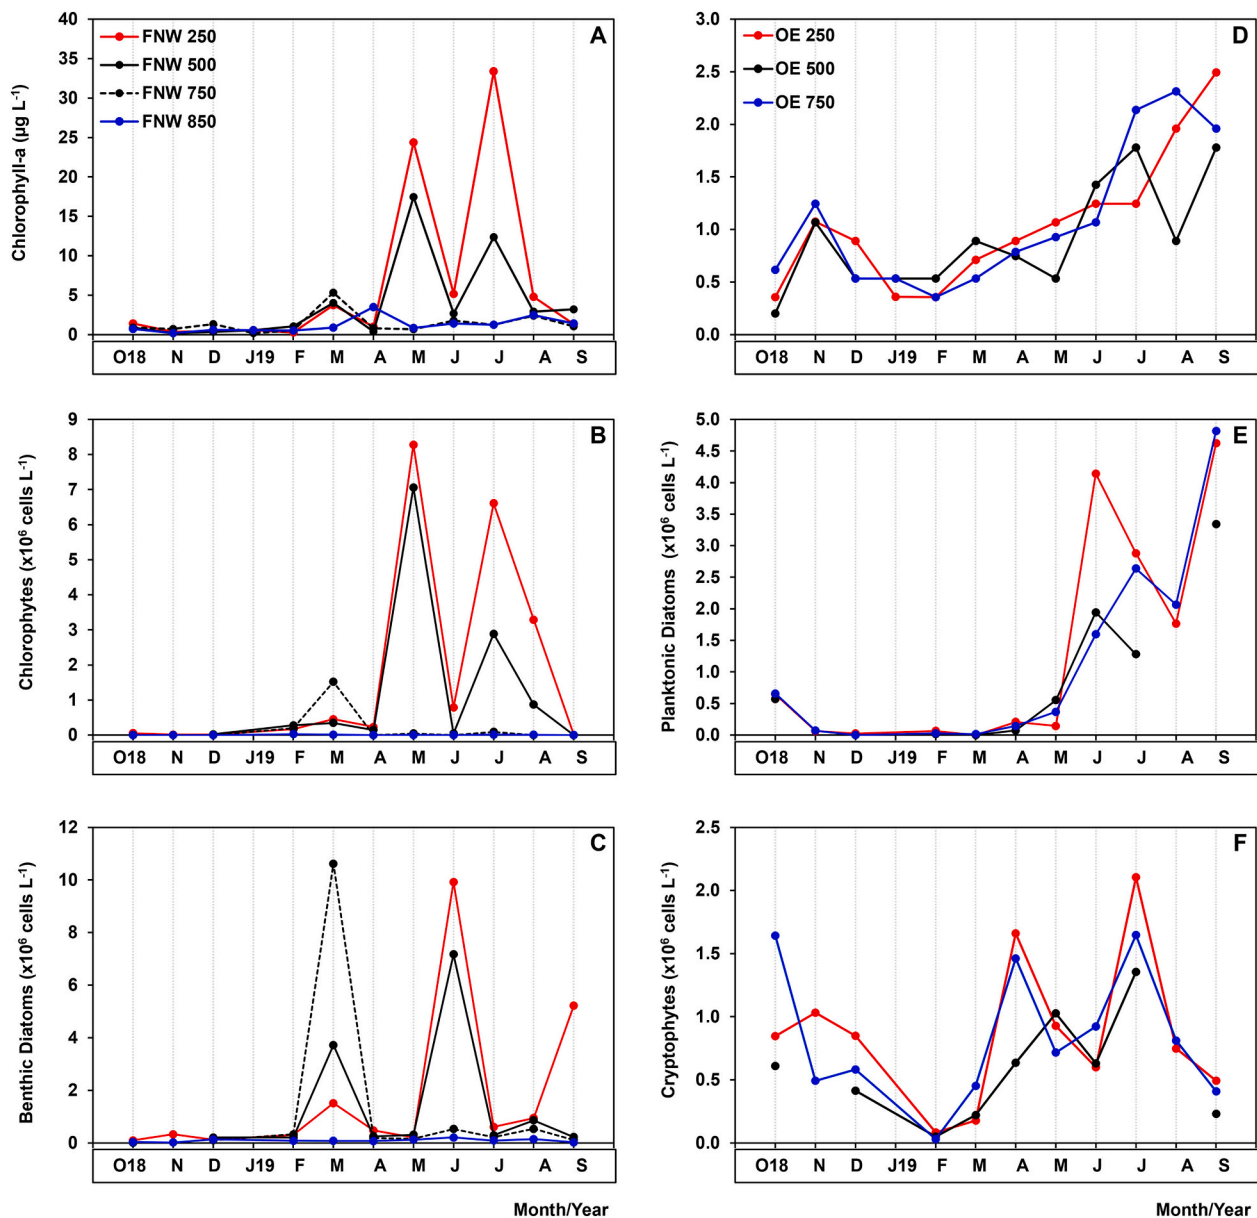 A
FNW 250
FNW 500
FNW 750
FNW 850
Chlorophyll-a (µg L⁻¹)
40
35
30
25
20
15
10
5
0
O18 N D J19 F M A M J J A S
D
OE 250
OE 500
OE 750
3.0
2.5
2.0
1.5
1.0
0.5
0.0
O18 N D J19 F M A M J J A S
B
Chlorophytes (x10⁶ cells L⁻¹)
9
8
7
6
5
4
3
2
1
0
O18 N D J19 F M A M J J A S
E
Planktonic Diatoms (x10⁶ cells L⁻¹)
5.0
4.5
4.0
3.5
3.0
2.5
2.0
1.5
1.0
0.5
0.0
O18 N D J19 F M A M J J A S
C
Benthic Diatoms (x10⁶ cells L⁻¹)
12
10
8
6
4
2
0
O18 N D J19 F M A M J J A S
Month/Year
F
Cryptophytes (x10⁶ cells L⁻¹)
2.5
2.0
1.5
1.0
0.5
0.0
O18 N D J19 F M A M J J A S
Month/Year